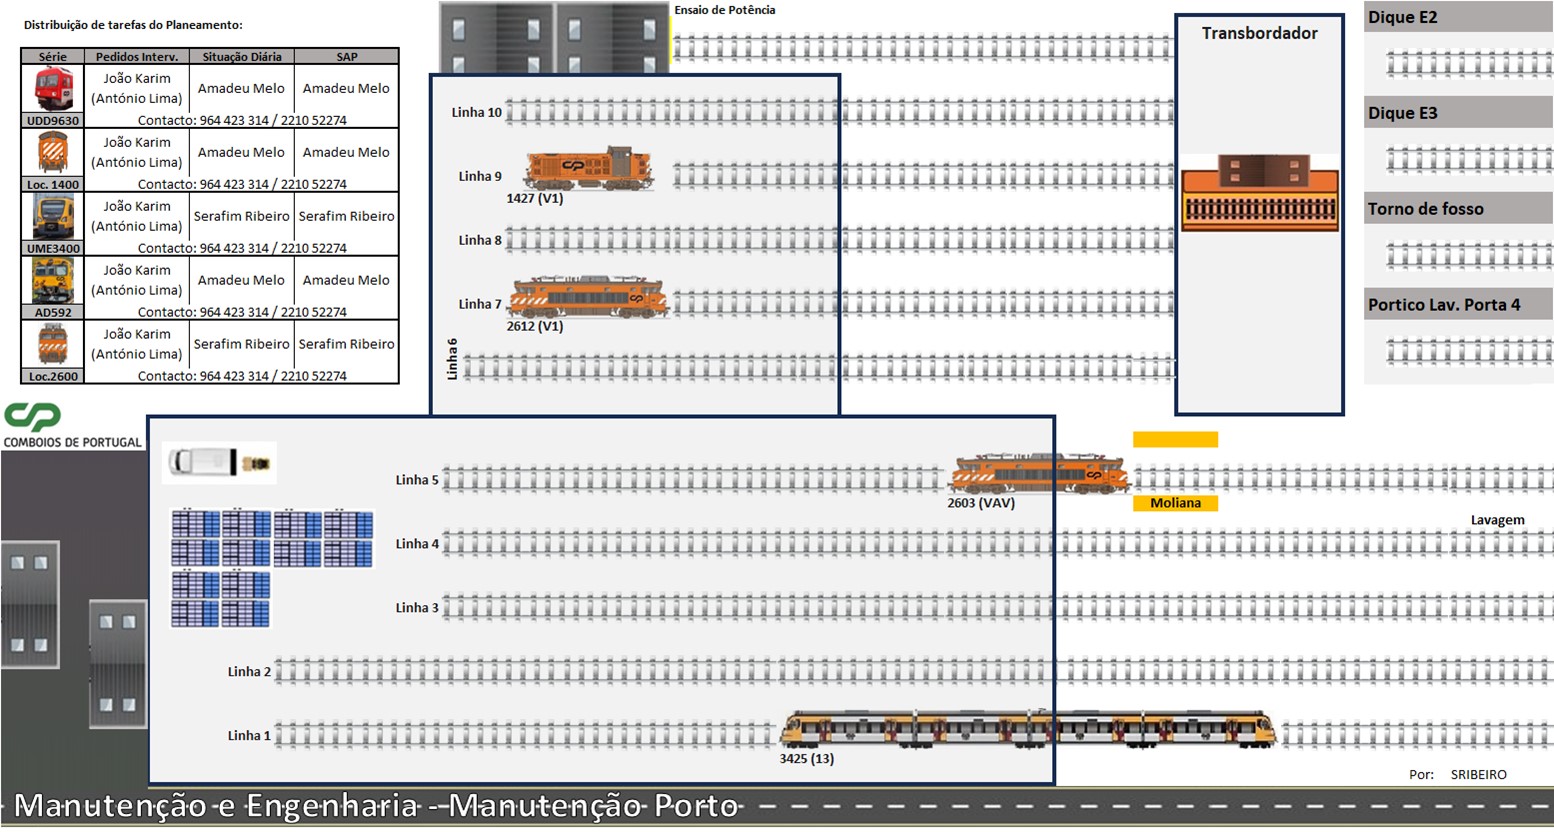 Distribuição de tarefas do Planeamento:
Série Pedidos Interv. Situação Diária SAP
João Karim
(António Lima) Amadeu Melo Amadeu Melo
UDD9630 Contacto: 964 423 314 / 2210 52274
João Karim
(António Lima) Amadeu Melo Amadeu Melo
Loc. 1400 Contacto: 964 423 314 / 2210 52274
João Karim
(António Lima) Serafim Ribeiro Serafim Ribeiro
UME3400 Contacto: 964 423 314 / 2210 52274
João Karim
(António Lima) Amadeu Melo Amadeu Melo
AD592 Contacto: 964 423 314 / 2210 52274
João Karim
(António Lima) Serafim Ribeiro Serafim Ribeiro
Loc.2600 Contacto: 964 423 314 / 2210 52274
CP
COMBOIOS DE PORTUGAL
Ensaio de Potência
Linha 10
Linha 9
CP
1427 (V1)
Linha 8
Linha 7
CP
2612 (V1)
Linha 6
Transbordador
Dique E2
Dique E3
Torno de fosso
Portico Lav. Porta 4
Linha 5
CP
2603 (VAV)
Moliana
Lavagem
Linha 4
Linha 3
Linha 2
Linha 1
3425 (13)
Por: SRIBEIRO
Manutenção e Engenharia - Manutenção Porto